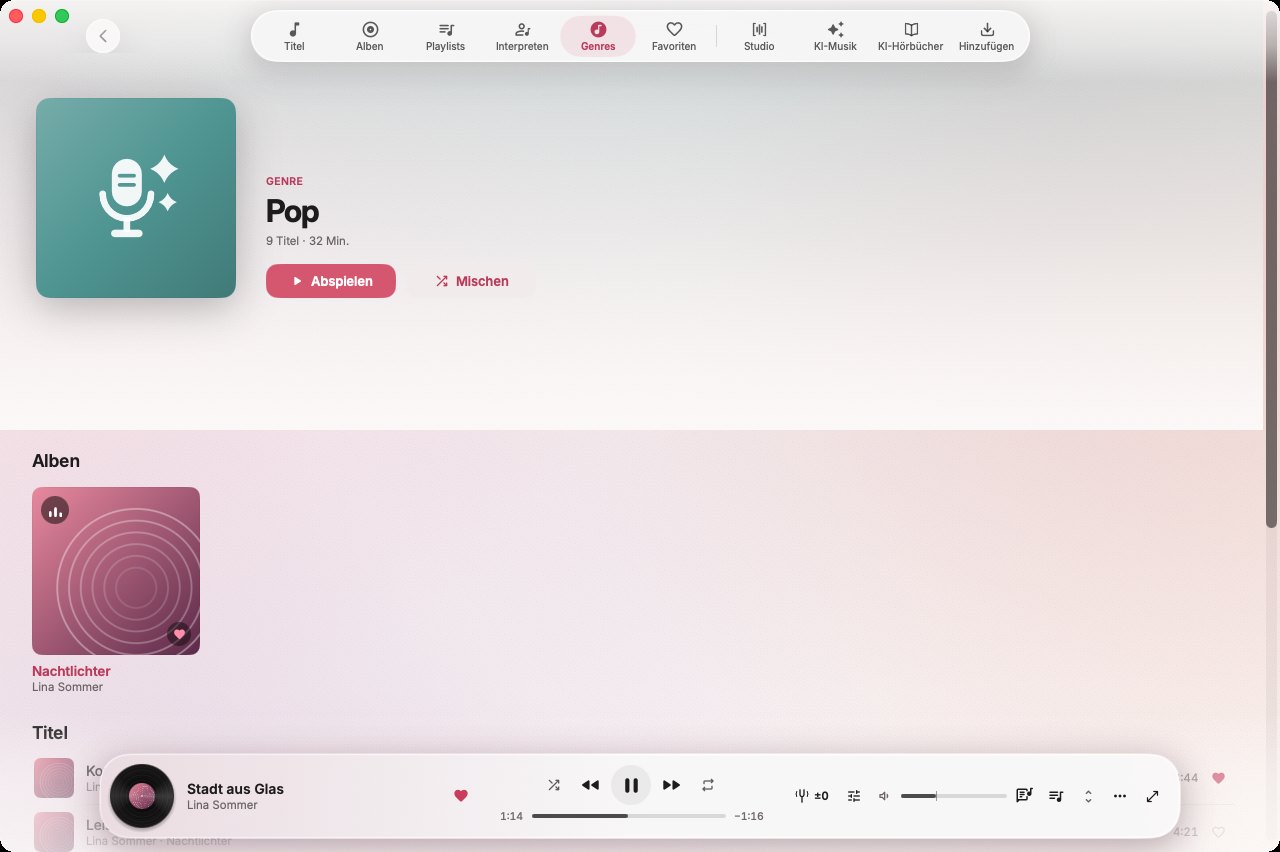 Titel
Alben
Playlists
Interpreten
Genres
Favoriten
Studio
KI-Musik
KI-Hörbücher
Hinzufügen
GENRE
Pop
9 Titel · 32 Min.
Abspielen
Mischen
Alben
Nachtlichter
Lina Sommer
Titel
Stadt aus Glas
Lina Sommer
1:14
−1:16
±0
:44
Lina Sommer · Nachtlichter
4:21